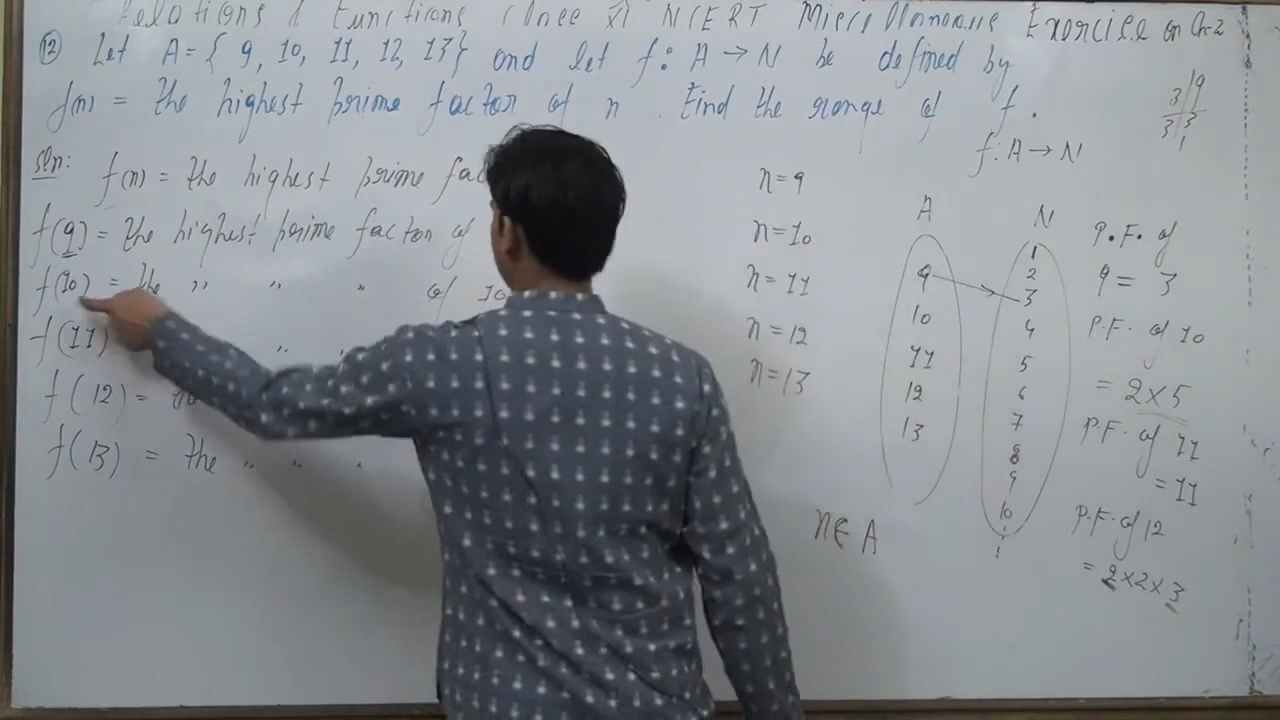 Relations & Functions Class XI NCERT Miscellaneous Exercise on Ch-2
(12) Let A = { 9, 10, 11, 12, 13} and let f: A → N be defined by
f(n) = the highest prime factor of n. Find the range of f.
3 | 9
3 | 3
1
f: A → N
Sln: f(n) = the highest prime fac
f(9) = the highest prime factor of
f(10) = the " " " of 10
f(11)
f( 12) =
f( 13) = the " " "
n = 9
n = 10
n = 11
n = 12
n = 13
n ∈ A
A
9
10
11
12
13
N
1
2
3
4
5
6
7
8
9
10
P.F. of
9 = 3
P.F. of 10
= 2 x 5
P.F. of 11
= 11
P.F. of 12
= 2 x 2 x 3